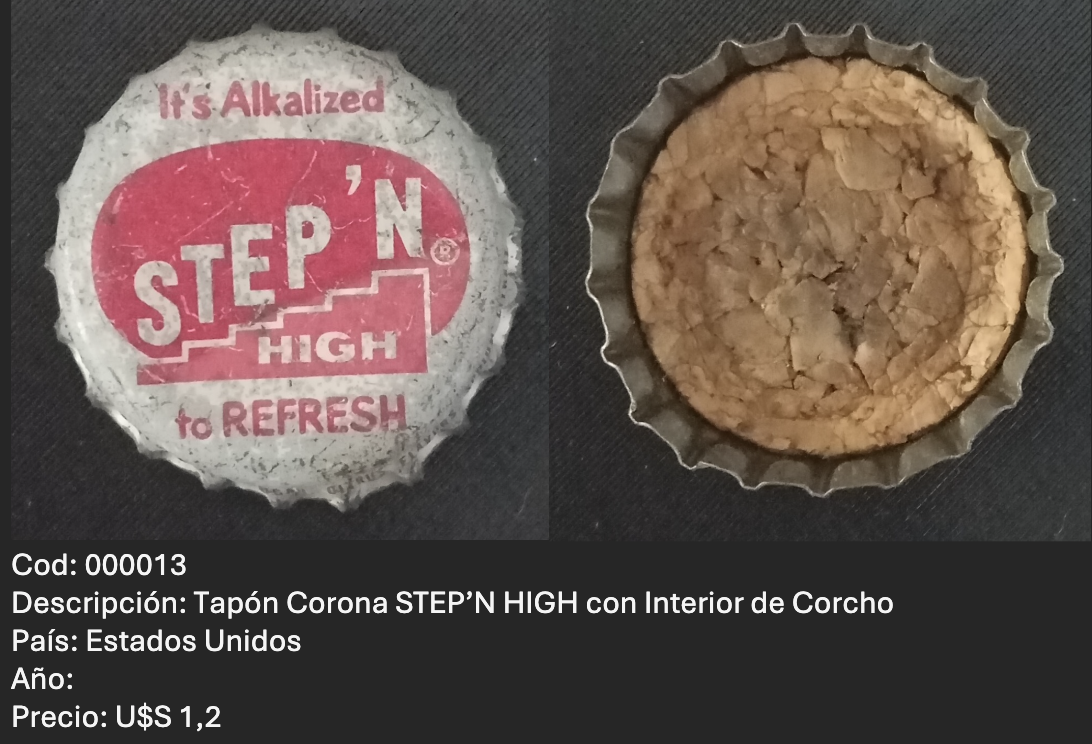 It's Alkalized
STEP'N®
HIGH
to REFRESH
Cod: 000013
Descripción: Tapón Corona STEP’N HIGH con Interior de Corcho
País: Estados Unidos
Año:
Precio: U$S 1,2